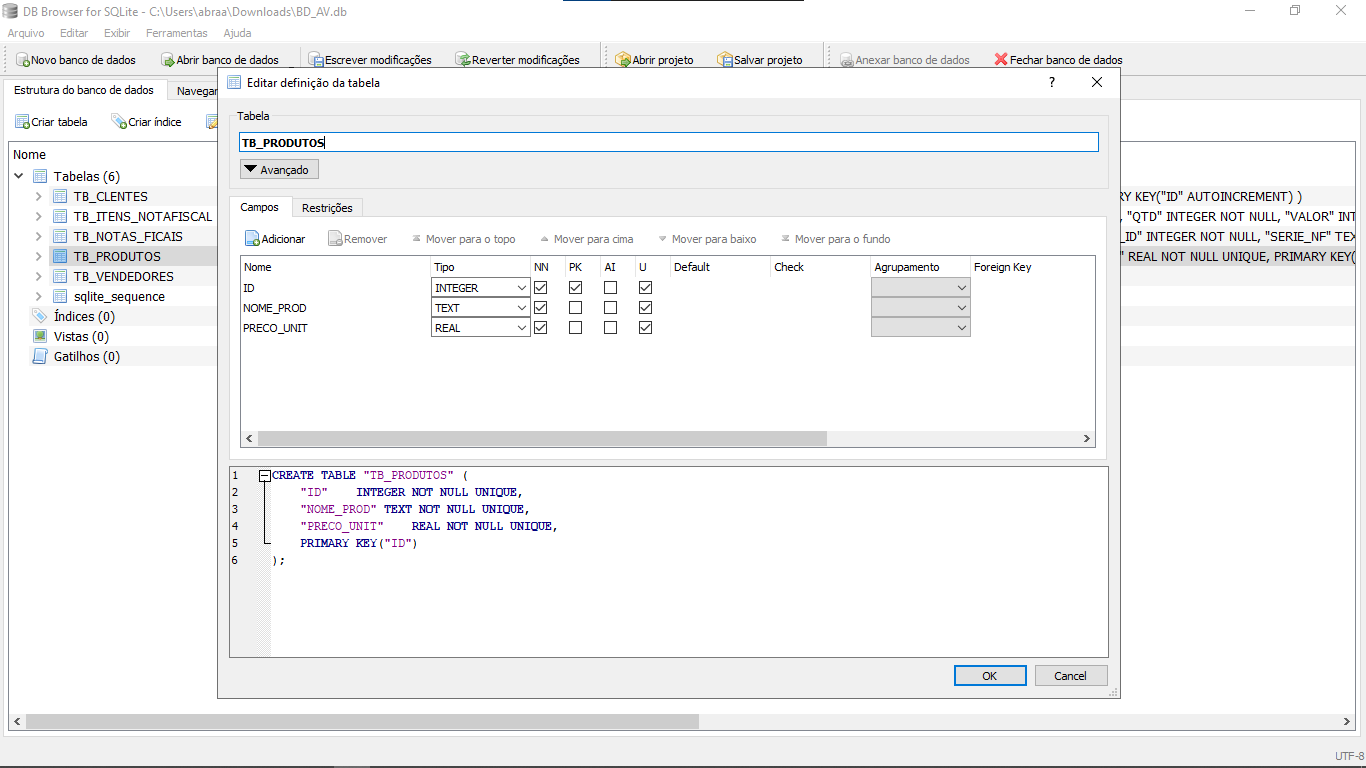 DB Browser for SQLite - C:\Users\abraa\Downloads\BD_AV.db
Arquivo Editar Exibir Ferramentas Ajuda
Novo banco de dados Abrir banco de dados Escrever modificações Reverter modificações Abrir projeto Salvar projeto Anexar banco de dados Fechar banco de dados
Editar definição da tabela ?
Estrutura do banco de dados Navegar
Tabela
Criar tabela Criar índice
TB_PRODUTOS
Nome
Avançado
Tabelas (6)
TB_CLENTES RY KEY("ID" AUTOINCREMENT) )
TB_ITENS_NOTAFISCAL , "QTD" INTEGER NOT NULL, "VALOR" INT
TB_NOTAS_FICAIS _ID" INTEGER NOT NULL, "SERIE_NF" TEX
TB_PRODUTOS " REAL NOT NULL UNIQUE, PRIMARY KEY(
TB_VENDEDORES
sqlite_sequence
Índices (0)
Vistas (0)
Gatilhos (0)
Campos Restrições
Adicionar Remover Mover para o topo Mover para cima Mover para baixo Mover para o fundo
Nome Tipo NN PK AI U Default Check Agrupamento Foreign Key
ID INTEGER
NOME_PROD TEXT
PRECO_UNIT REAL
1 CREATE TABLE "TB_PRODUTOS" (
2 "ID" INTEGER NOT NULL UNIQUE,
3 "NOME_PROD" TEXT NOT NULL UNIQUE,
4 "PRECO_UNIT" REAL NOT NULL UNIQUE,
5 PRIMARY KEY("ID")
6 );
OK Cancel
UTF-8